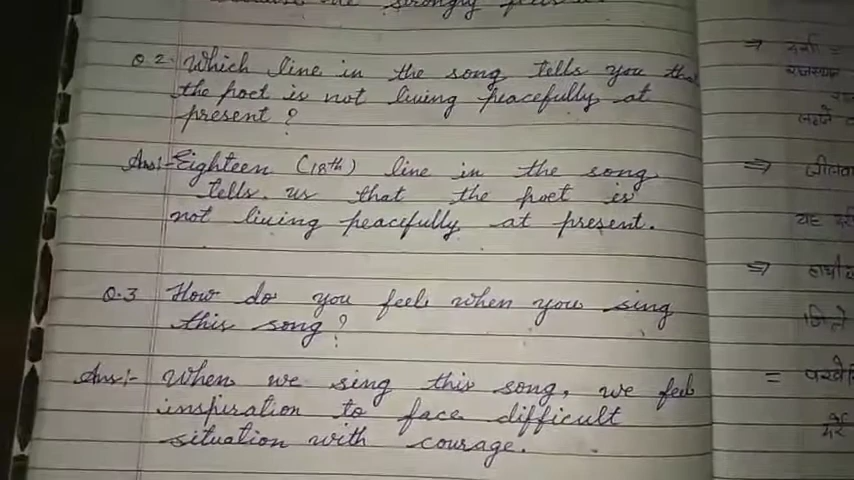 strongly
Q.2. Which line in the song tells you that
the poet is not living peacefully at
present ?
Ans:- Eighteen (18th) line in the song
tells us that the poet is
not living peacefully at present.
Q.3 How do you feel when you sing
this song ?
Ans:- When we sing this song, we feel
inspiration to face difficult
situation with courage.
⇒
⇒
यह
⇒
=